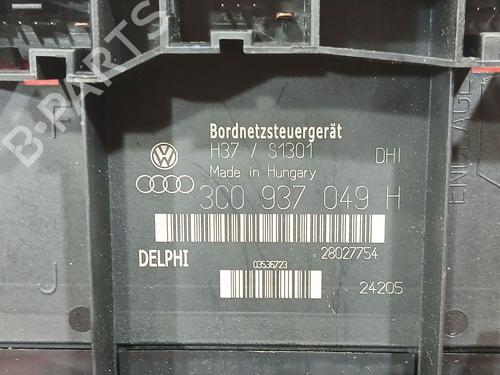 B-PARTS
Bordnetzsteuergerät
H37 / S1301 DHI
Made in Hungary
3C0 937 049 H
DELPHI 28027754
03536723
24205
J